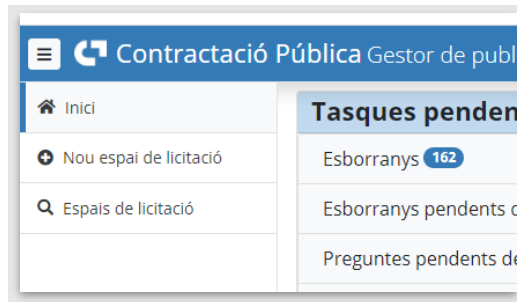 Contractació Pública Gestor de publ
Inici
Nou espai de licitació
Espais de licitació
Tasques penden
Esborranys 162
Esborranys pendents
Preguntes pendents de